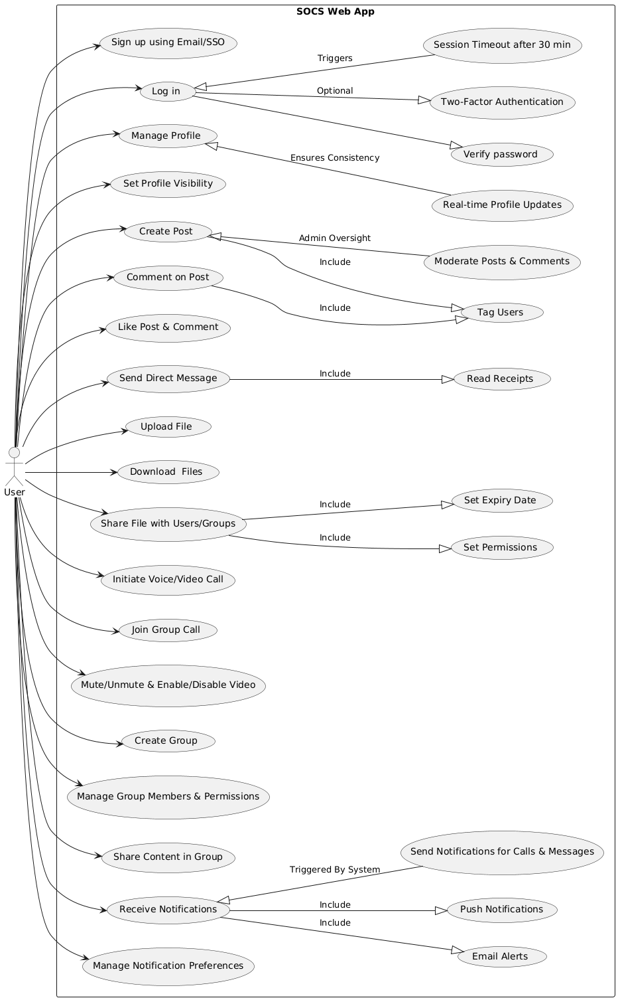 SOCS Web App
Sign up using Email/SSO
Session Timeout after 30 min
Triggers
Log in
Optional
Two-Factor Authentication
Manage Profile
Verify password
Ensures Consistency
Set Profile Visibility
Real-time Profile Updates
Create Post
Admin Oversight
Moderate Posts & Comments
Include
Comment on Post
Include
Tag Users
Like Post & Comment
Send Direct Message
Include
Read Receipts
Upload File
Download  Files
User
Include
Set Expiry Date
Share File with Users/Groups
Include
Set Permissions
Initiate Voice/Video Call
Join Group Call
Mute/Unmute & Enable/Disable Video
Create Group
Manage Group Members & Permissions
Share Content in Group
Send Notifications for Calls & Messages
Triggered By System
Receive Notifications
Include
Push Notifications
Include
Email Alerts
Manage Notification Preferences